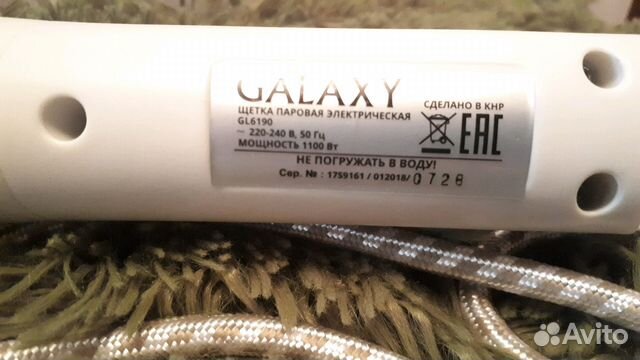 GALAXY
ЩЕТКА ПАРОВАЯ ЭЛЕКТРИЧЕСКАЯ
GL6190
~ 220-240 В, 50 Гц
МОЩНОСТЬ 1100 Вт
СДЕЛАНО В КНР
EAC
НЕ ПОГРУЖАТЬ В ВОДУ!
Сер. № : 1759161 / 012018/ 0728
Avito